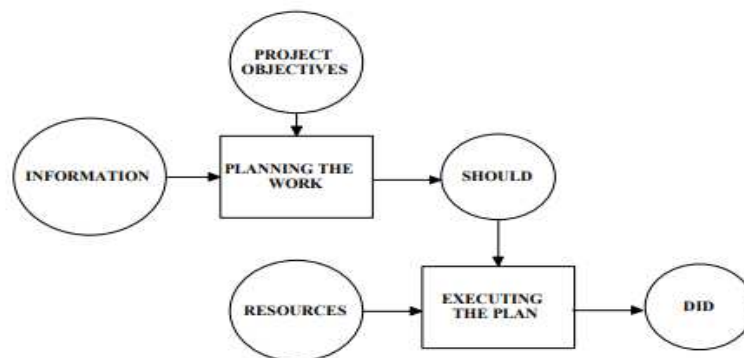 PROJECT
OBJECTIVES
INFORMATION
PLANNING THE
WORK
SHOULD
RESOURCES
EXECUTING
THE PLAN
DID